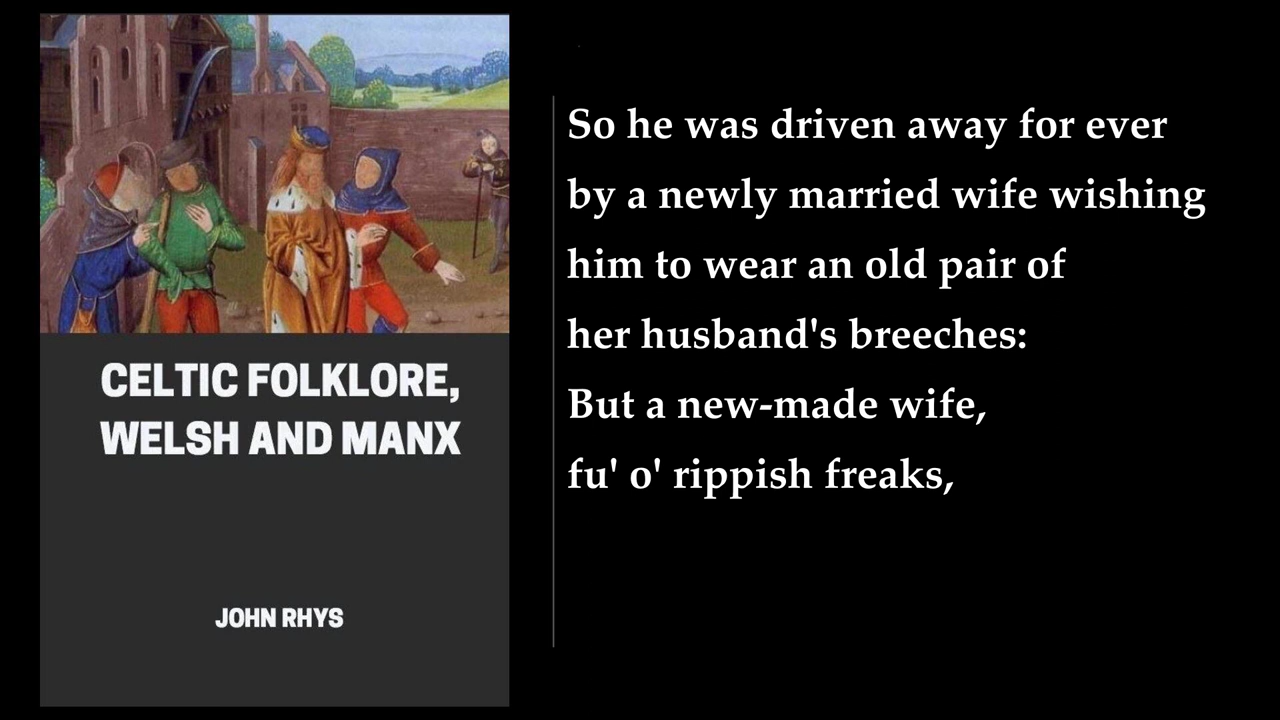 CELTIC FOLKLORE,
WELSH AND MANX
JOHN RHYS
So he was driven away for ever
by a newly married wife wishing
him to wear an old pair of
her husband's breeches:
But a new-made wife,
fu' o' rippish freaks,